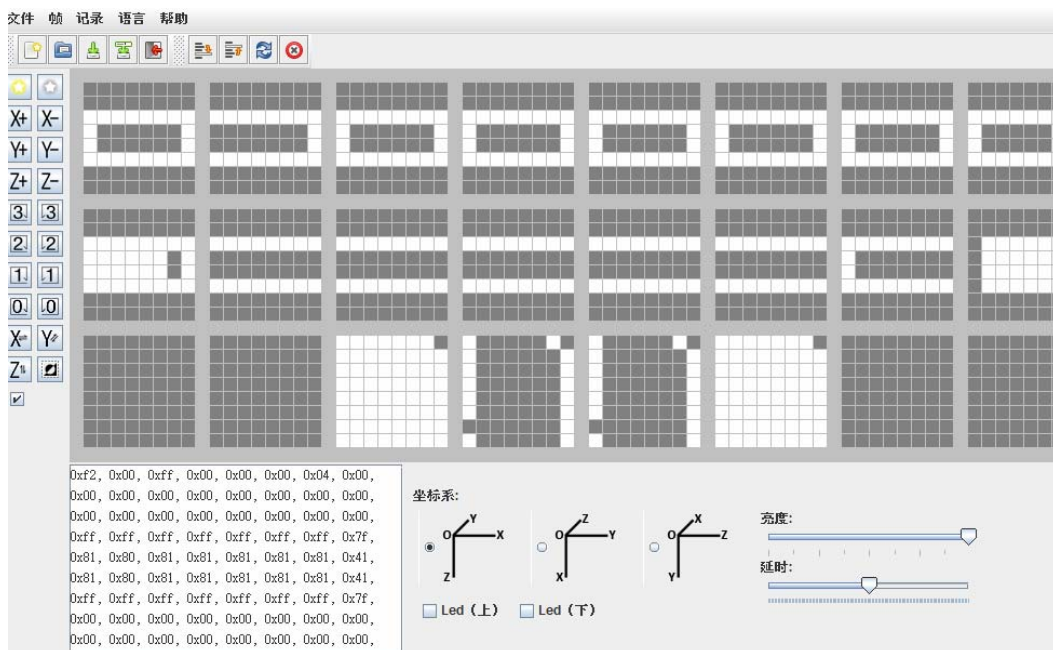 文件 帧 记录 语言 帮助
X+ X-
Y+ Y-
Z+ Z-
3 3
2 2
1 1
0 0
X Y
Z
0xf2, 0x00, 0xff, 0x00, 0x00, 0x00, 0x04, 0x00,
0x00, 0x00, 0x00, 0x00, 0x00, 0x00, 0x00, 0x00,
0x00, 0x00, 0x00, 0x00, 0x00, 0x00, 0x00, 0x00,
0xff, 0xff, 0xff, 0xff, 0xff, 0xff, 0xff, 0x7f,
0x81, 0x80, 0x81, 0x81, 0x81, 0x81, 0x81, 0x41,
0x81, 0x80, 0x81, 0x81, 0x81, 0x81, 0x81, 0x41,
0xff, 0xff, 0xff, 0xff, 0xff, 0xff, 0xff, 0x7f,
0x00, 0x00, 0x00, 0x00, 0x00, 0x00, 0x00, 0x00,
0x00, 0x00, 0x00, 0x00, 0x00, 0x00, 0x00, 0x00,
坐标系:
Y
O X
Z
Z
O Y
X
X
O Z
Y
Led (上) Led (下)
亮度:
延时: